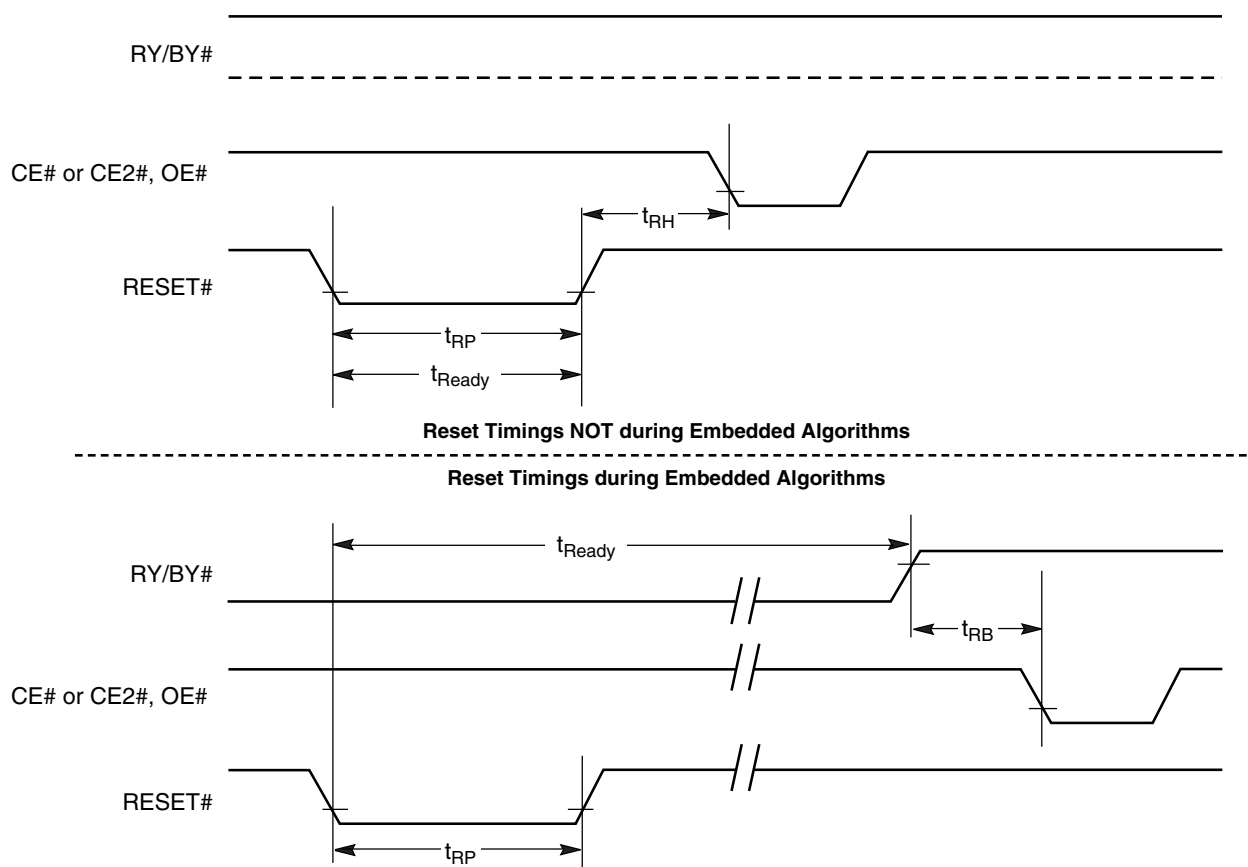 RY/BY#
CE# or CE2#, OE#
tRH
RESET#
tRP
tReady
Reset Timings NOT during Embedded Algorithms
Reset Timings during Embedded Algorithms
tReady
RY/BY#
tRB
CE# or CE2#, OE#
RESET#
tRP